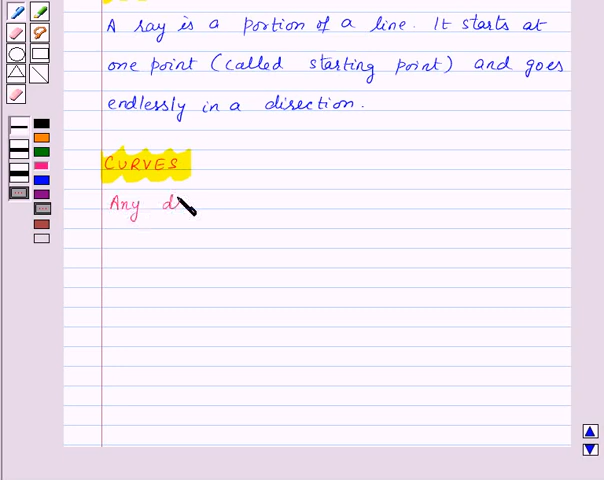 A ray is a portion of a line. It starts at
one point (called starting point) and goes
endlessly in a direction.
CURVES
Any d